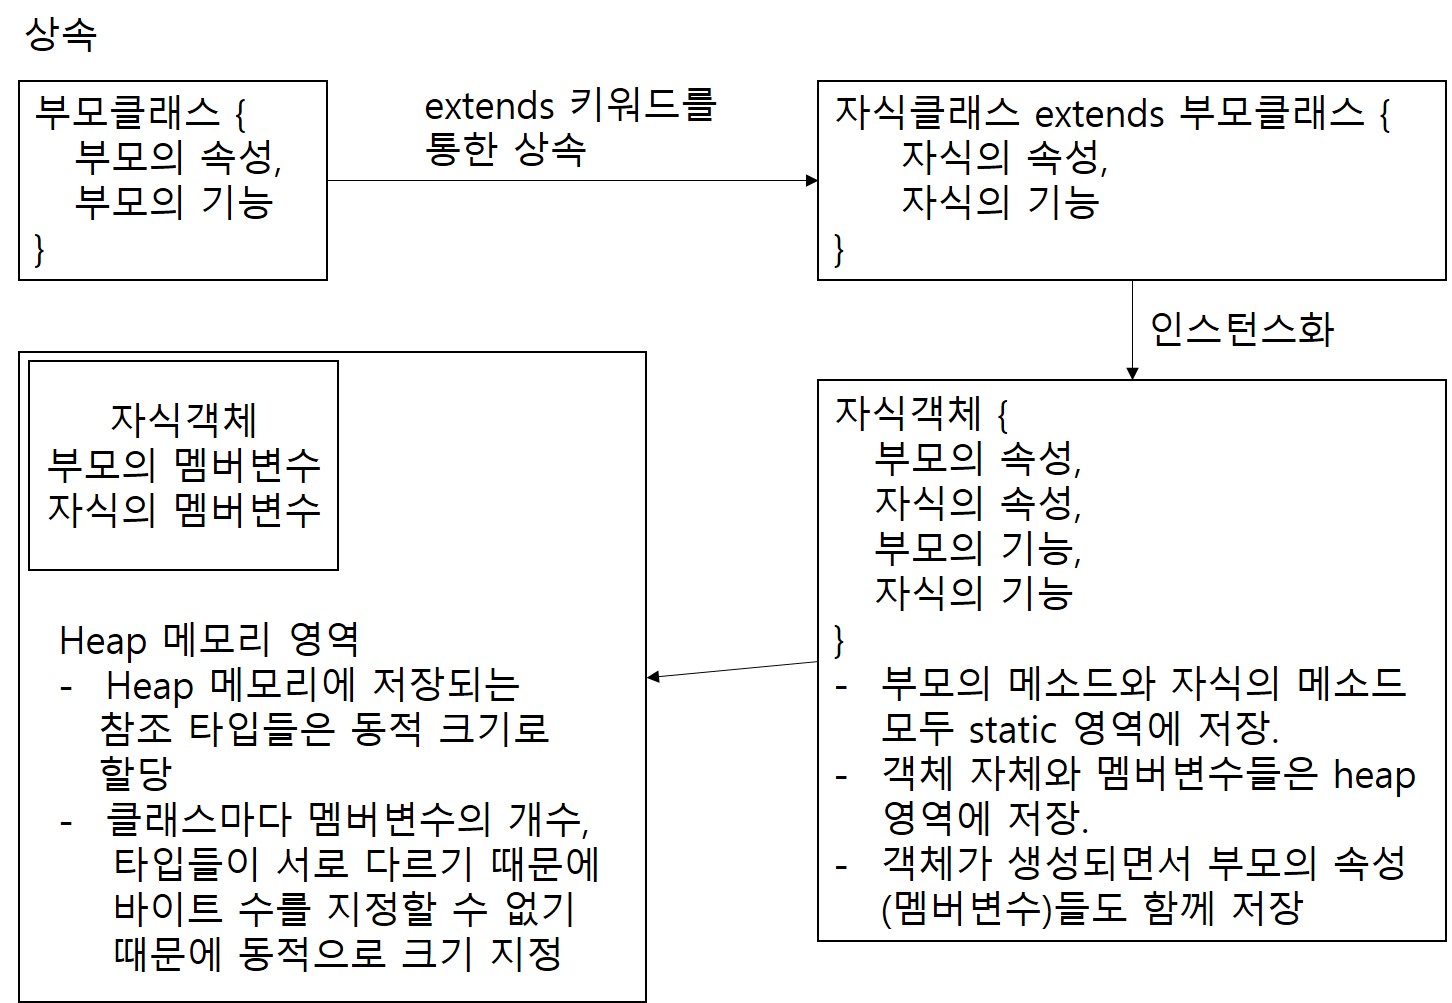 상속
부모클래스 {
부모의 속성,
부모의 기능
}
extends 키워드를
통한 상속
자식클래스 extends 부모클래스 {
자식의 속성,
자식의 기능
}
인스턴스화
자식객체 {
부모의 속성,
자식의 속성,
부모의 기능,
자식의 기능
}
- 부모의 메소드와 자식의 메소드
모두 static 영역에 저장.
- 객체 자체와 멤버변수들은 heap
영역에 저장.
- 객체가 생성되면서 부모의 속성
(멤버변수)들도 함께 저장
자식객체
부모의 멤버변수
자식의 멤버변수
Heap 메모리 영역
- Heap 메모리에 저장되는
참조 타입들은 동적 크기로
할당
- 클래스마다 멤버변수의 개수,
타입들이 서로 다르기 때문에
바이트 수를 지정할 수 없기
때문에 동적으로 크기 지정